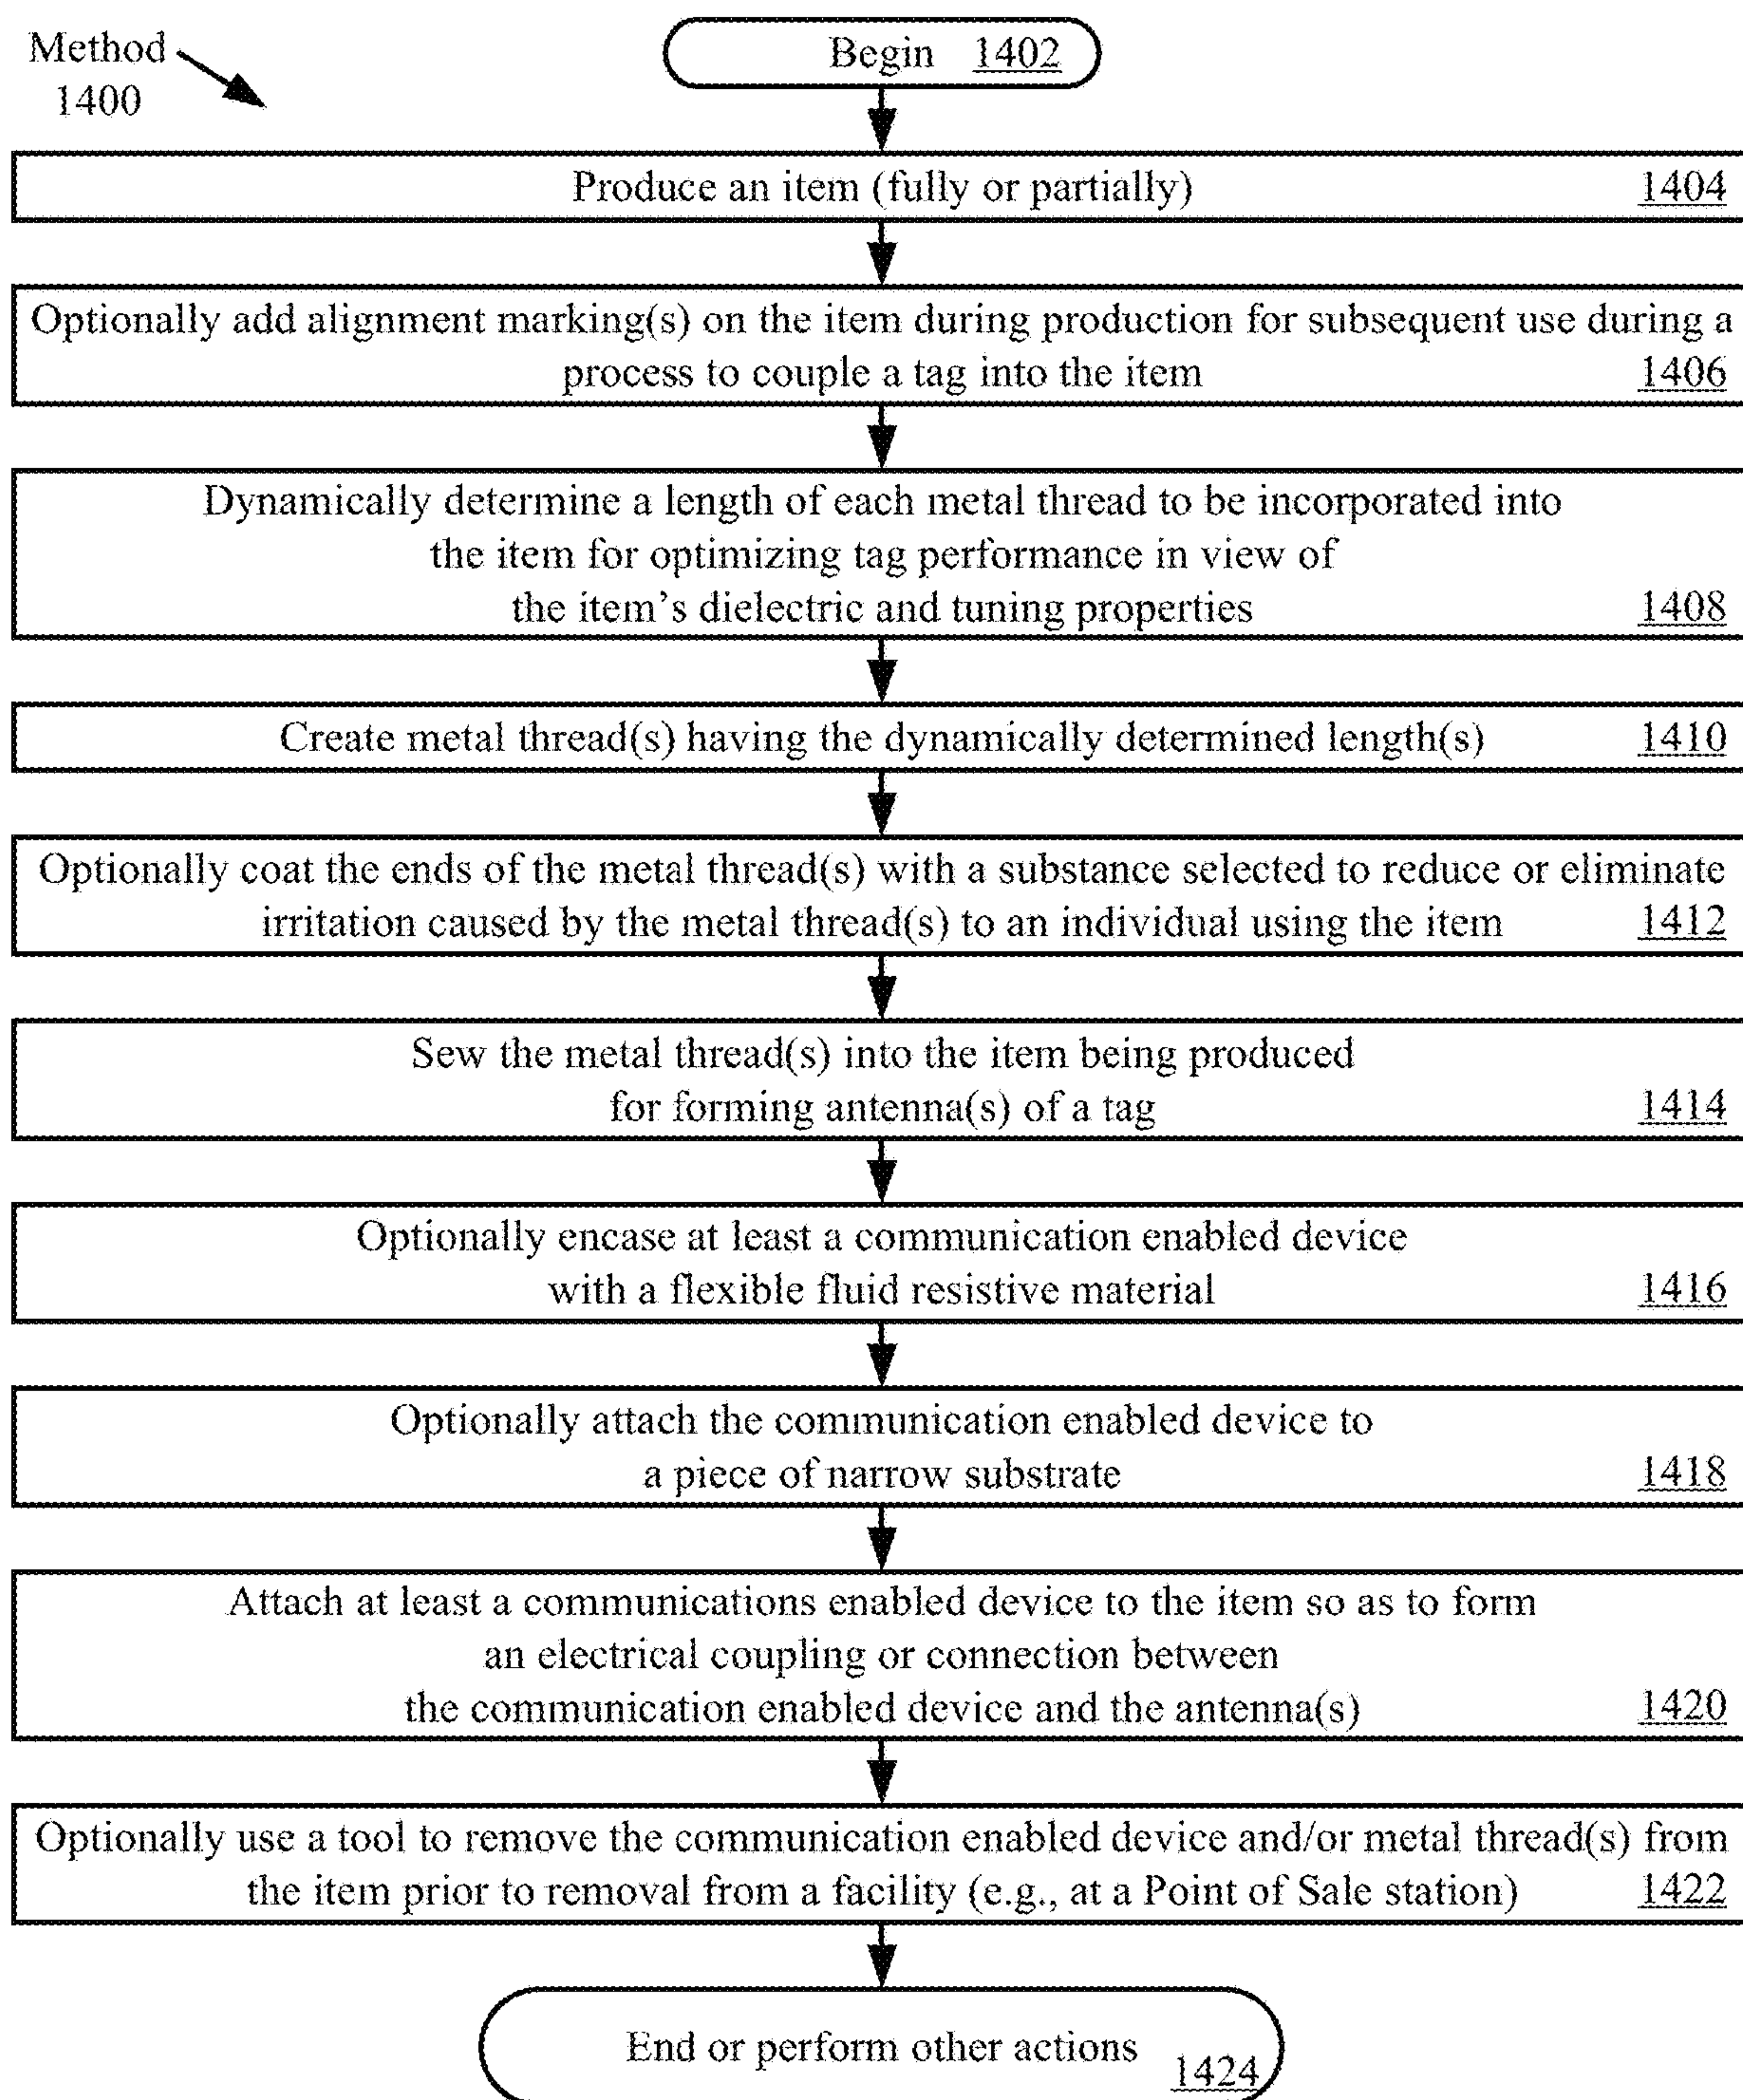 Method
1400
Begin 1402
Produce an item (fully or partially) 1404
Optionally add alignment marking(s) on the item during production for subsequent use during a
process to couple a tag into the item 1406
Dynamically determine a length of each metal thread to be incorporated into
the item for optimizing tag performance in view of
the item's dielectric and tuning properties 1408
Create metal thread(s) having the dynamically determined length(s) 1410
Optionally coat the ends of the metal thread(s) with a substance selected to reduce or eliminate
irritation caused by the metal thread(s) to an individual using the item 1412
Sew the metal thread(s) into the item being produced
for forming antenna(s) of a tag 1414
Optionally encase at least a communication enabled device
with a flexible fluid resistive material 1416
Optionally attach the communication enabled device to
a piece of narrow substrate 1418
Attach at least a communications enabled device to the item so as to form
an electrical coupling or connection between
the communication enabled device and the antenna(s) 1420
Optionally use a tool to remove the communication enabled device and/or metal thread(s) from
the item prior to removal from a facility (e.g., at a Point of Sale station) 1422
End or perform other actions 1424